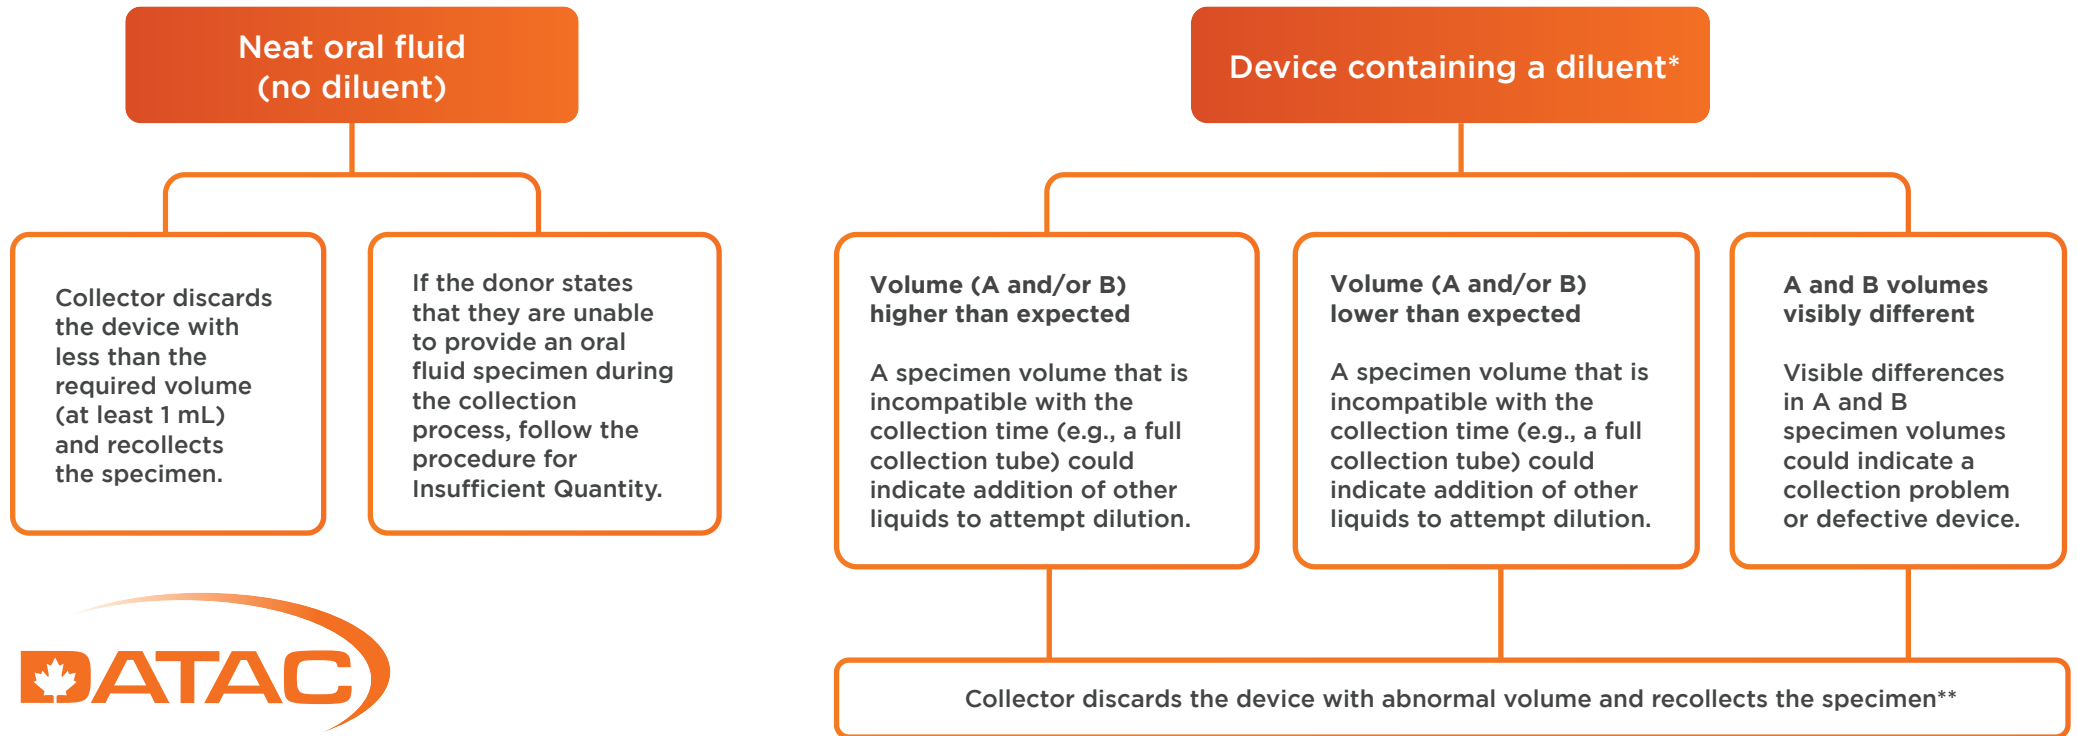 Neat oral fluid
(no diluent)
Device containing a diluent*
Collector discards
the device with
less than the
required volume
(at least 1 mL)
and recollects
the specimen.
If the donor states
that they are unable
to provide an oral
fluid specimen during
the collection
process, follow the
procedure for
Insufficient Quantity.
Volume (A and/or B)
higher than expected
A specimen volume that is
incompatible with the
collection time (e.g., a full
collection tube) could
indicate addition of other
liquids to attempt dilution.
Volume (A and/or B)
lower than expected
A specimen volume that is
incompatible with the
collection time (e.g., a full
collection tube) could
indicate addition of other
liquids to attempt dilution.
A and B volumes
visibly different
Visible differences
in A and B
specimen volumes
could indicate a
collection problem
or defective device.
Collector discards the device with abnormal volume and recollects the specimen**
DATAC